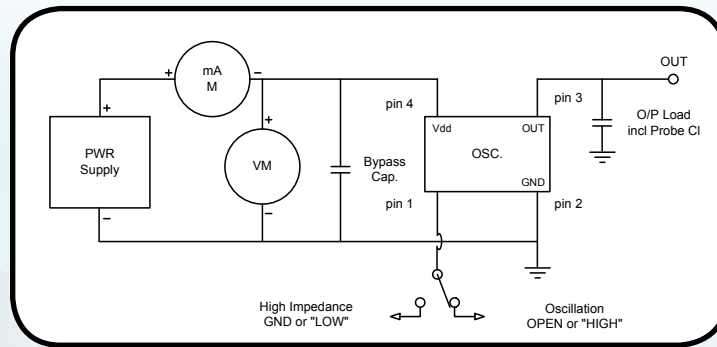 OUT
+
mA
M
+
−
pin 4
pin 3
+
O/P Load
incl Probe Cl
+
Vdd
OUT
PWR
Supply
VM
Bypass
Cap.
OSC.
GND
−
−
pin 1
pin 2
High Impedance
GND or "LOW"
Oscillation
OPEN or "HIGH"